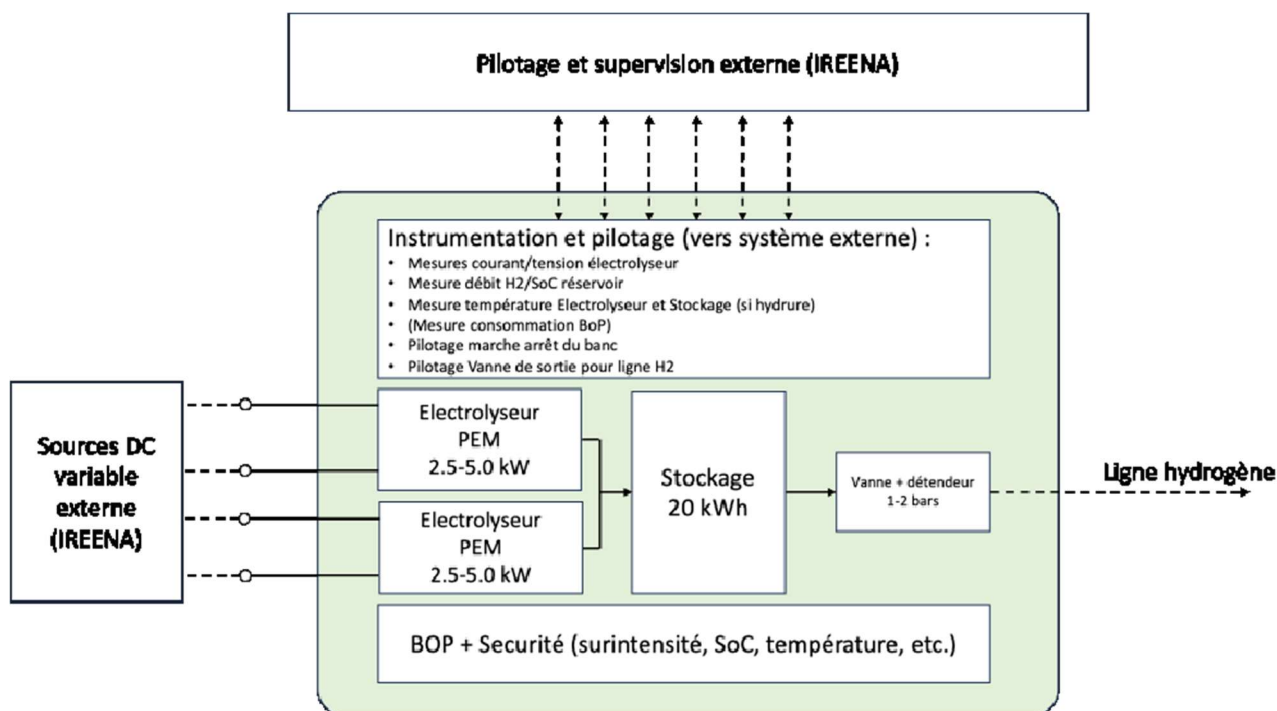 Pilotage et supervision externe (IREENA)
Instrumentation et pilotage (vers système externe) :
• Mesures courant/tension électrolyseur
• Mesure débit H2/SoC réservoir
• Mesure température Electrolyseur et Stockage (si hydrure)
• (Mesure consommation BoP)
• Pilotage marche arrêt du banc
• Pilotage Vanne de sortie pour ligne H2
Sources DC
variable
externe
(IREENA)
Electrolyseur
PEM
2.5-5.0 kW
Electrolyseur
PEM
2.5-5.0 kW
Stockage
20 kWh
Vanne + détendeur
1-2 bars
Ligne hydrogène
BOP + Securité (surintensité, SoC, température, etc.)